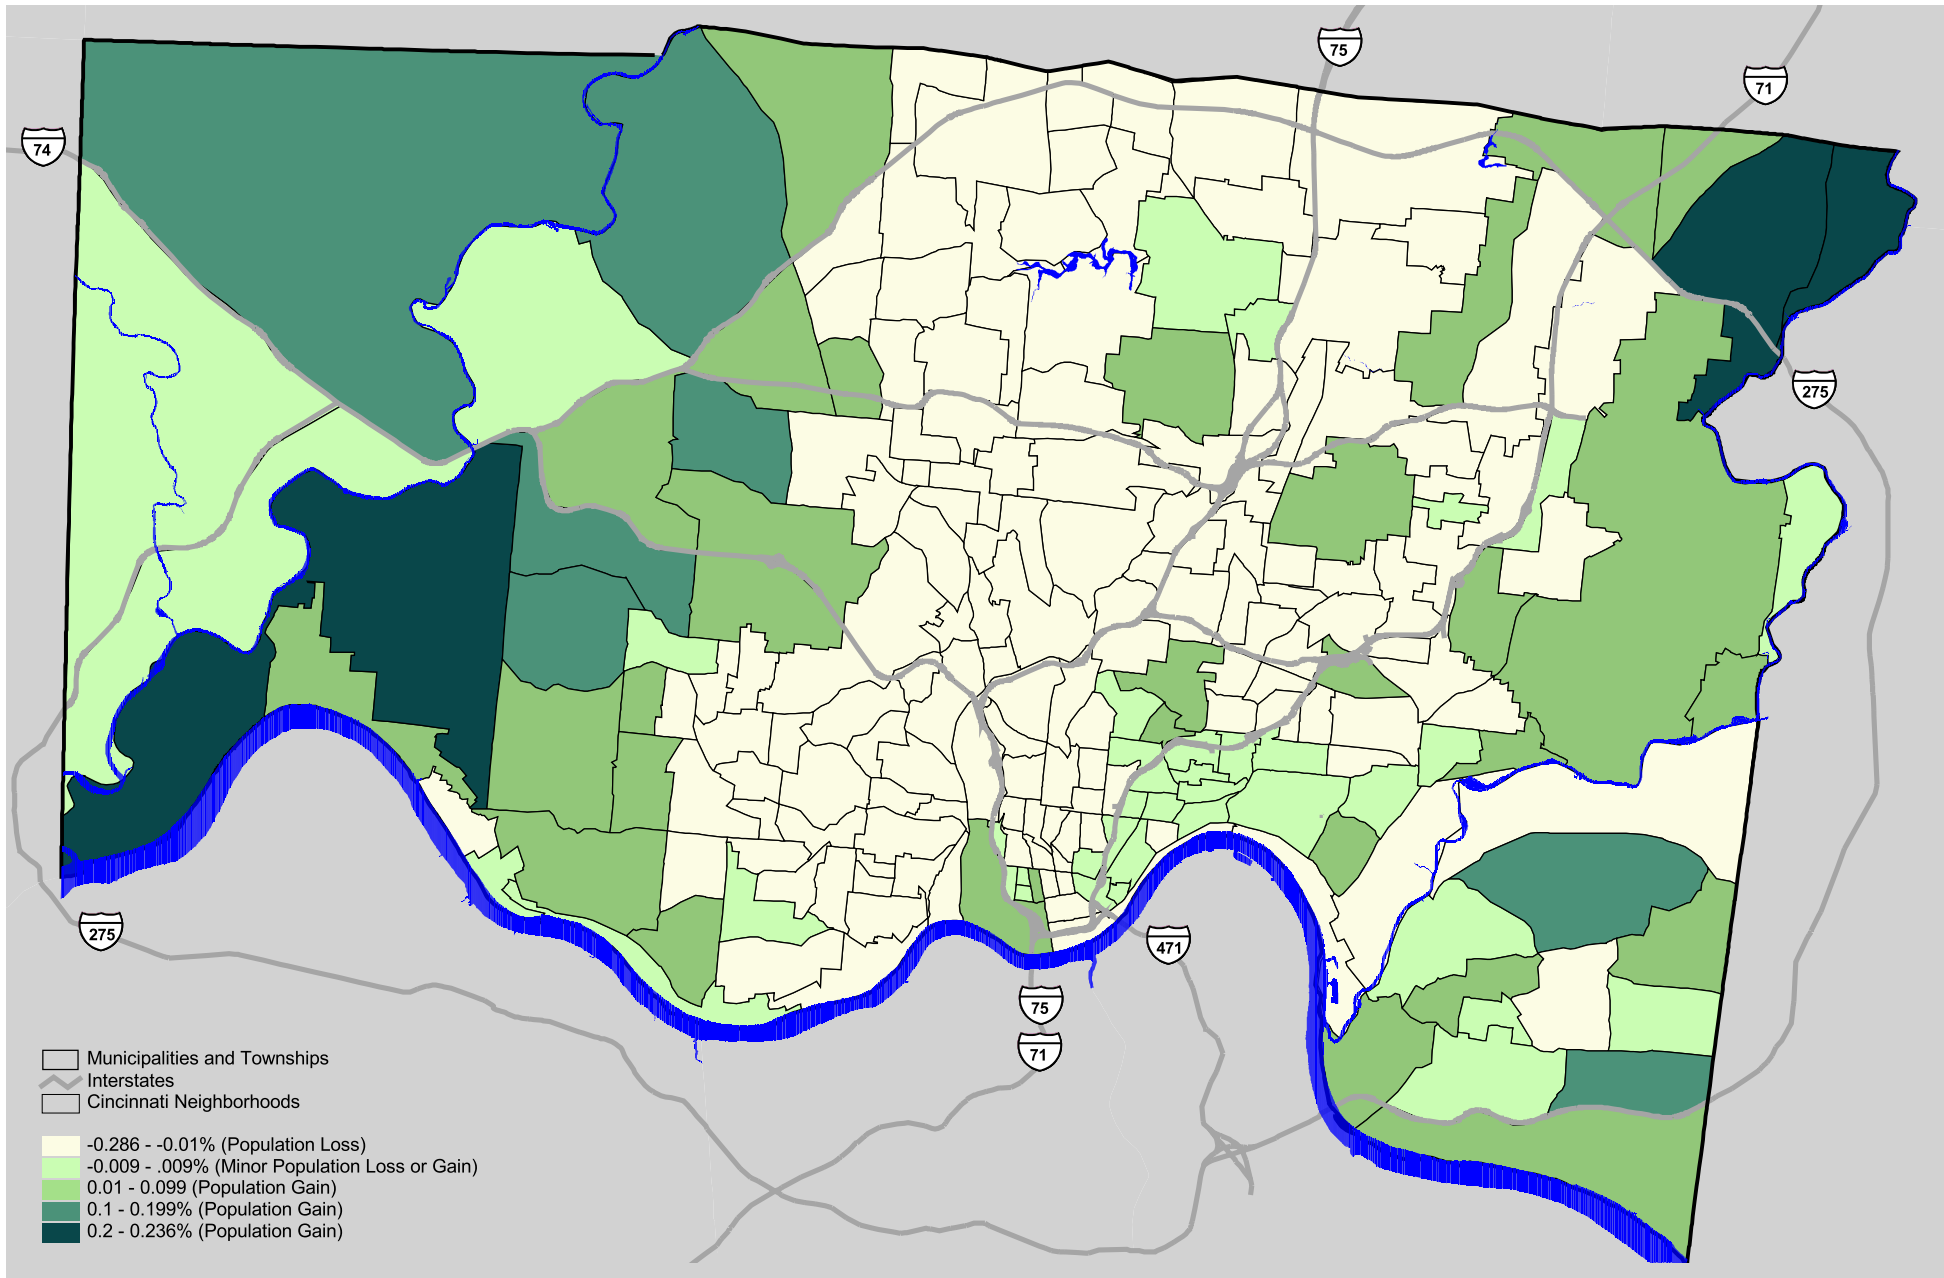 75
71
74
275
275
471
75
71
Municipalities and Townships
Interstates
Cincinnati Neighborhoods
-0.286 - -0.01% (Population Loss)
-0.009 - .009% (Minor Population Loss or Gain)
0.01 - 0.099 (Population Gain)
0.1 - 0.199% (Population Gain)
0.2 - 0.236% (Population Gain)